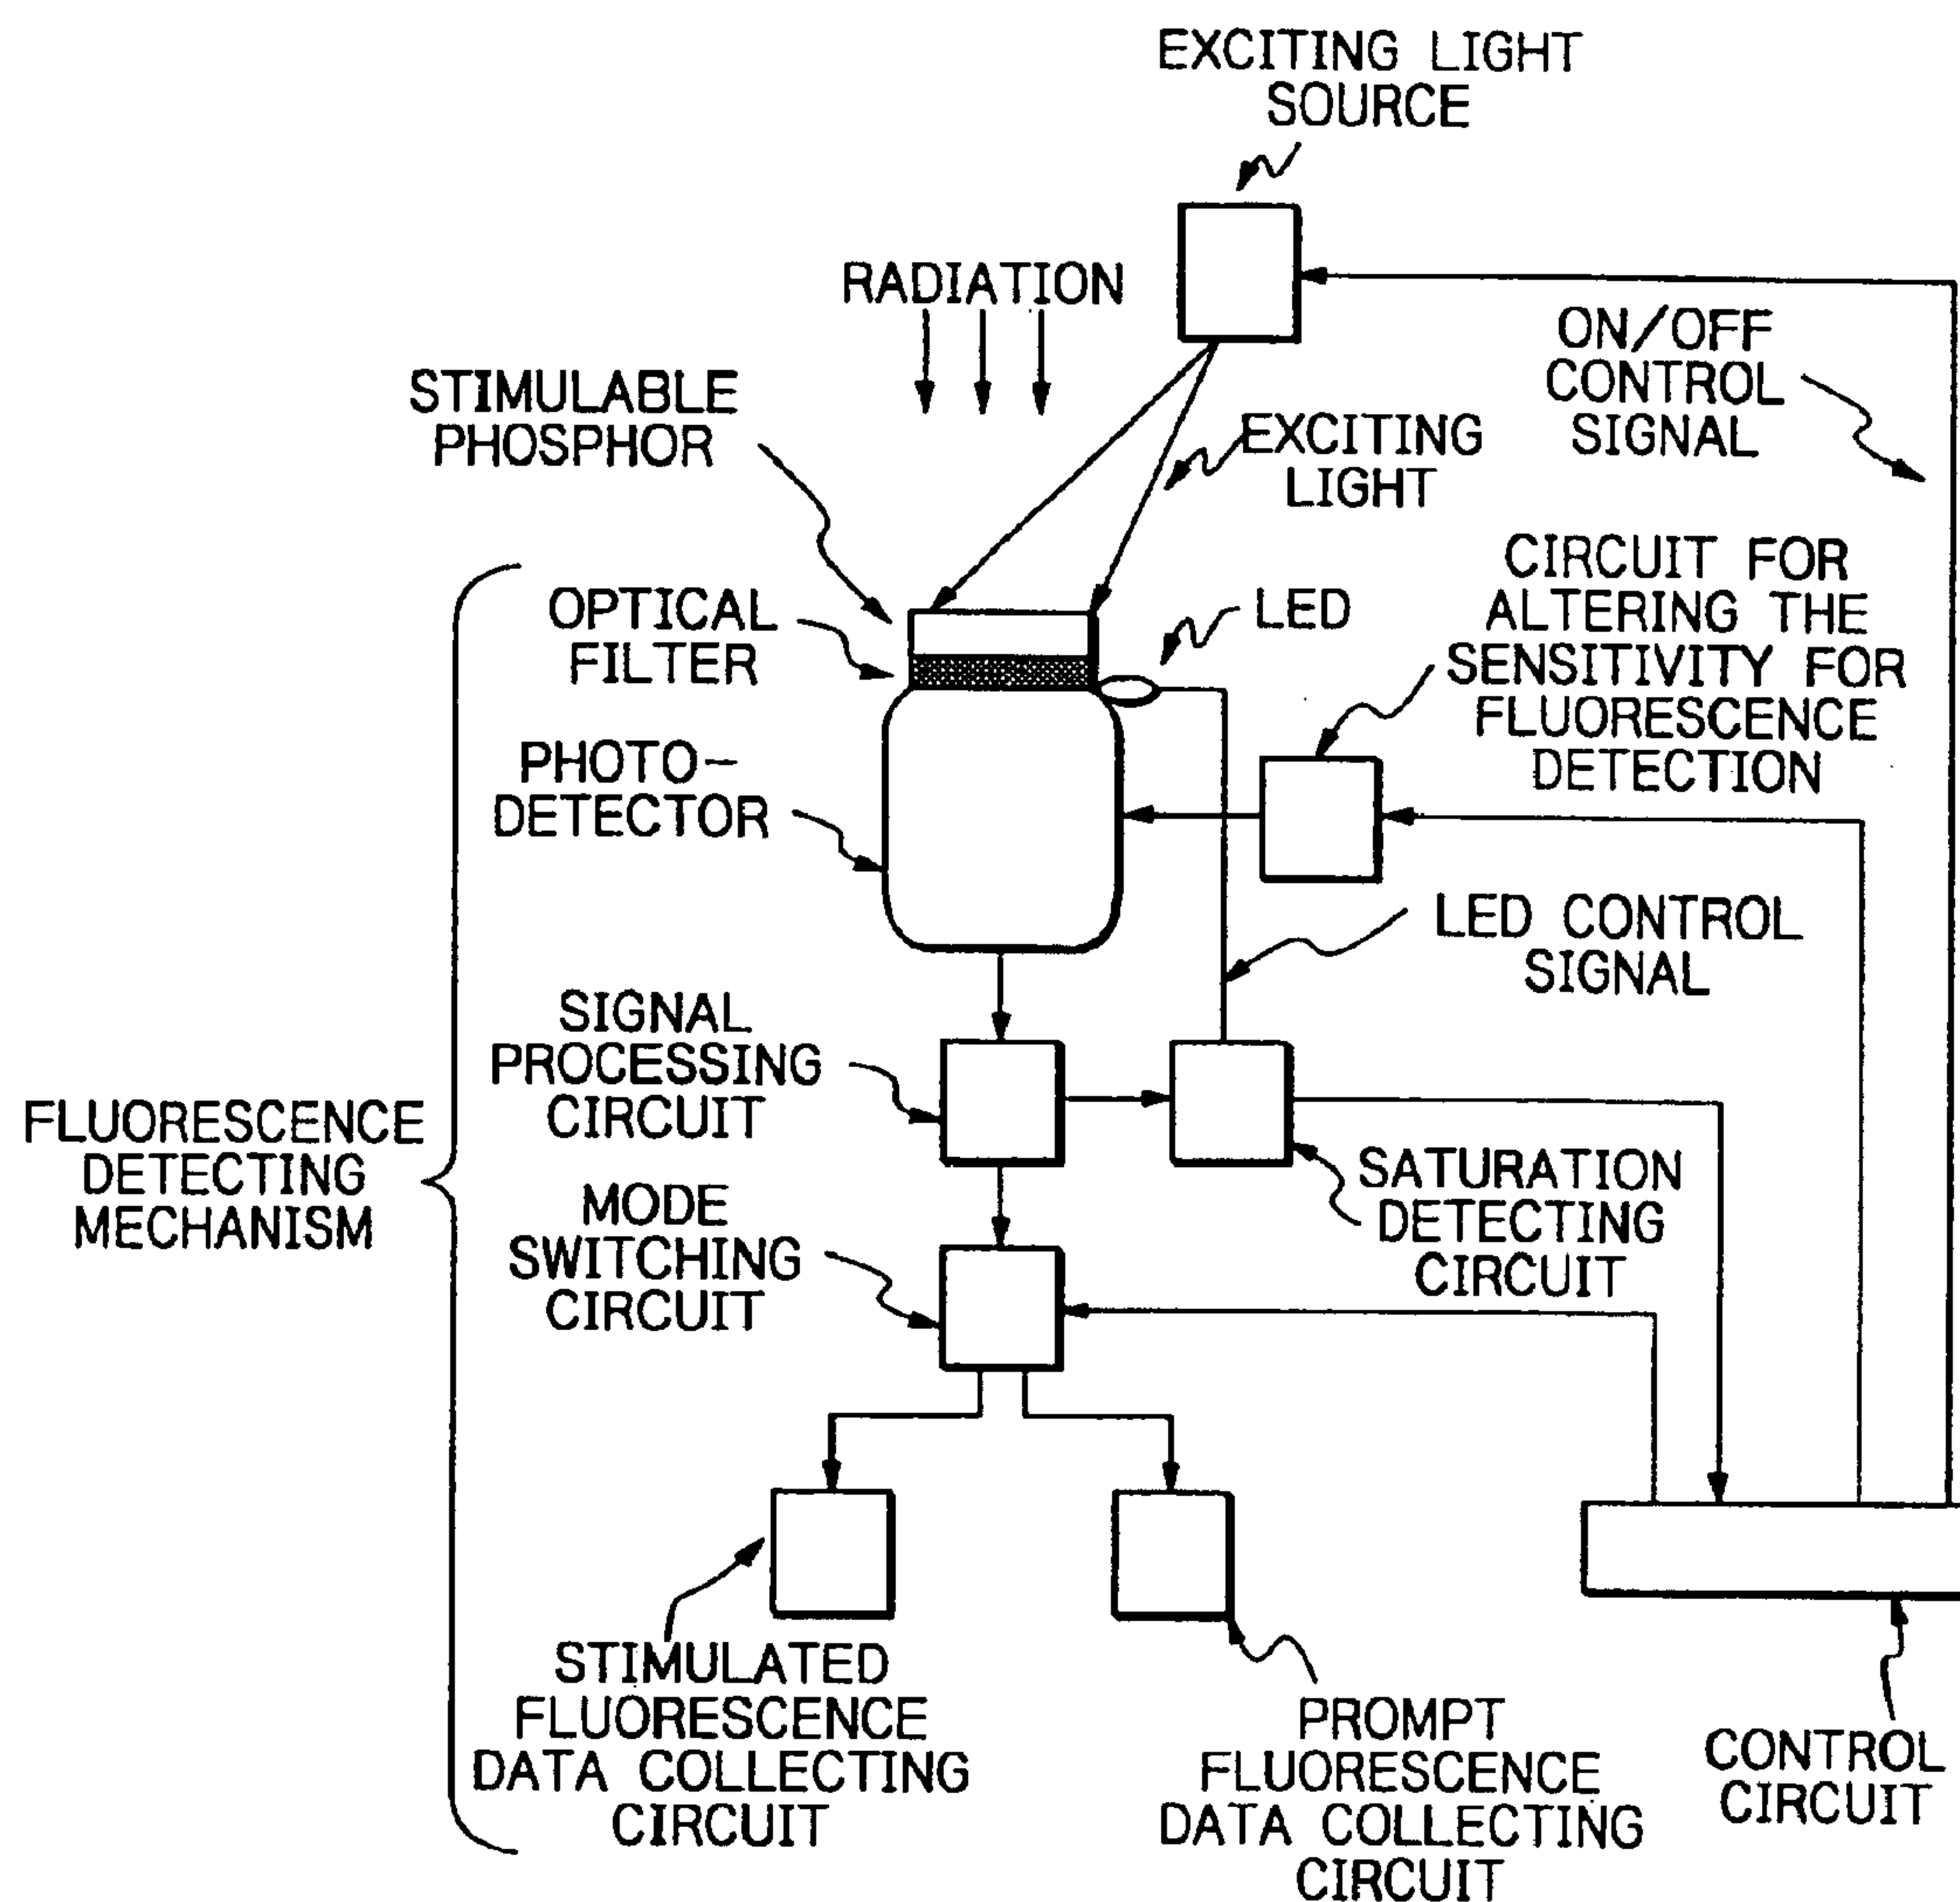 EXCITING LIGHT
SOURCE
RADIATION
ON/OFF
CONTROL
SIGNAL
STIMULABLE
PHOSPHOR
EXCITING
LIGHT
CIRCUIT FOR
ALTERING THE
SENSITIVITY FOR
FLUORESCENCE
DETECTION
OPTICAL
FILTER
LED
PHOTO-
DETECTOR
LED CONTROL
SIGNAL
SIGNAL
PROCESSING
CIRCUIT
FLUORESCENCE
DETECTING
MECHANISM
SATURATION
DETECTING
CIRCUIT
MODE
SWITCHING
CIRCUIT
STIMULATED
FLUORESCENCE
DATA COLLECTING
CIRCUIT
PROMPT
FLUORESCENCE
DATA COLLECTING
CIRCUIT
CONTROL
CIRCUIT